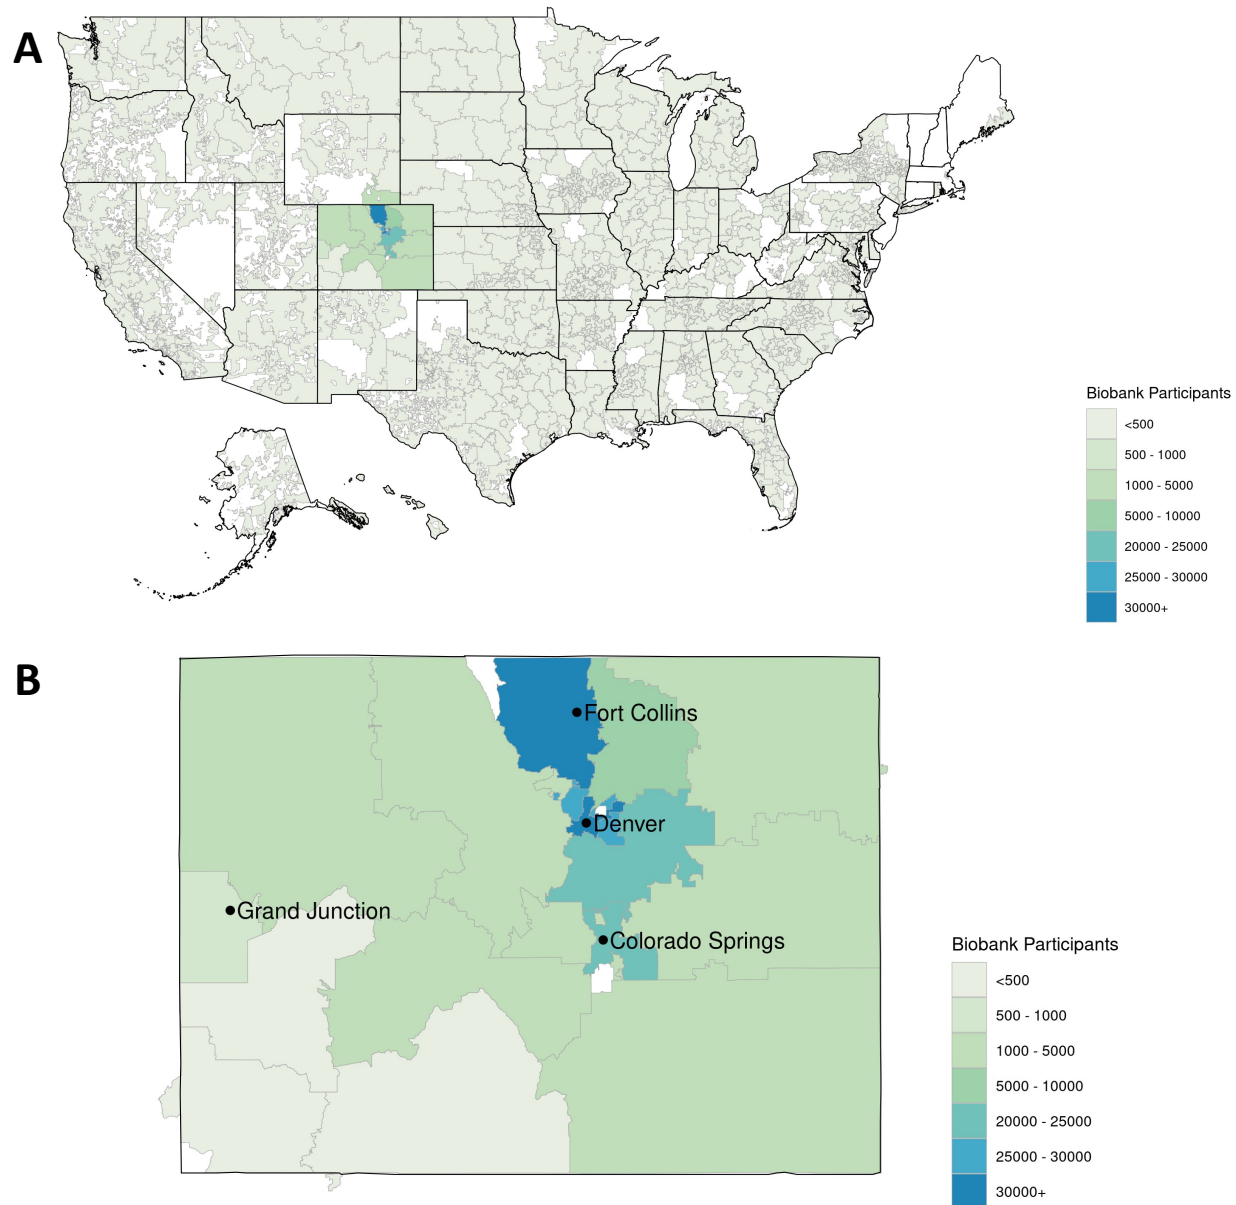 A
Biobank Participants
<500
500 - 1000
1000 - 5000
5000 - 10000
20000 - 25000
25000 - 30000
30000+
B
Fort Collins
Denver
Grand Junction
Colorado Springs
Biobank Participants
<500
500 - 1000
1000 - 5000
5000 - 10000
20000 - 25000
25000 - 30000
30000+